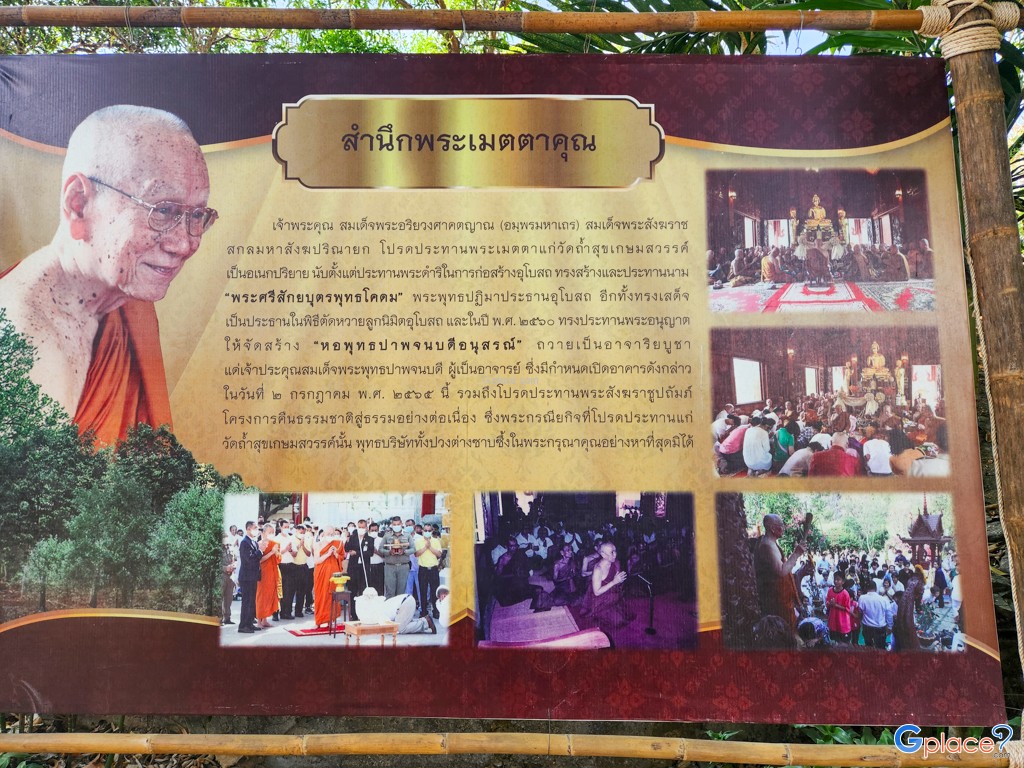 สำนึกพระเมตตาคุณ
เจ้าพระคุณ สมเด็จพระอริยวงศาคตญาณ (อมฺพรมหาเถร) สมเด็จพระสังฆราช
สกลมหาสังฆปริณายก โปรดประทานพระเมตตาแก่วัดถ้ำสุขเกษมสวรรค์
เป็นอเนกปริยาย นับตั้งแต่ประทานพระดำริในการก่อสร้างอุโบสถ ทรงสร้างและประทานนาม
"พระศรีสักยบุตรพุทธโคดม" พระพุทธปฏิมาประธานอุโบสถ อีกทั้งทรงเสด็จ
เป็นประธานในพิธีตัดหวายลูกนิมิตอุโบสถ และในปี พ.ศ. ๒๕๖๐ ทรงประทานพระอนุญาต
ให้จัดสร้าง "หอพุทธปาพจนบดีอนุสรณ์" ถวายเป็นอาจาริยบูชา
แด่เจ้าประคุณสมเด็จพระพุทธปาพจนบดี ผู้เป็นอาจารย์ ซึ่งมีกำหนดเปิดอาคารดังกล่าว
ในวันที่ ๒ กรกฎาคม พ.ศ. ๒๕๖๕ นี้ รวมถึงโปรดประทานพระสังฆราชูปถัมภ์
โครงการคืนธรรมชาติสู่ธรรมอย่างต่อเนื่อง ซึ่งพระกรณียกิจที่โปรดประทานแก่
วัดถ้ำสุขเกษมสวรรค์นั้น พุทธบริษัททั้งปวงต่างซาบซึ้งในพระกรุณาคุณอย่างหาที่สุดมิได้
Gplace?
.com